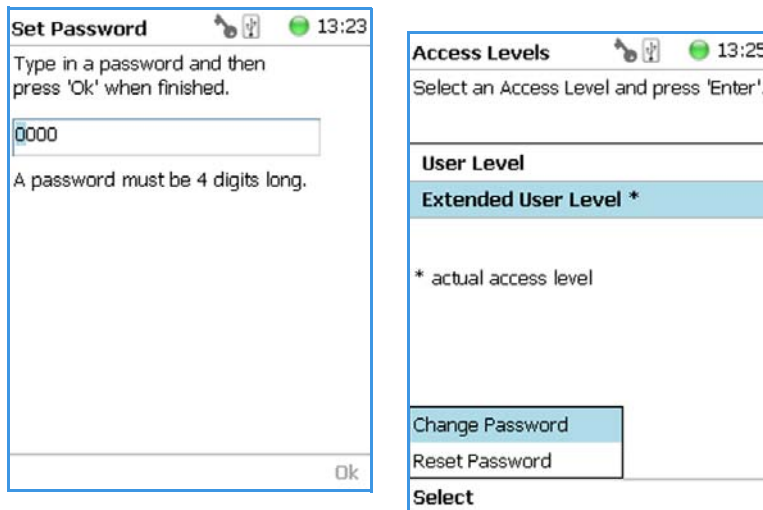 Set Password 13:23
Type in a password and then
press 'Ok' when finished.
0000
A password must be 4 digits long.
Ok
Access Levels 13:25
Select an Access Level and press 'Enter'.
User Level
Extended User Level *
* actual access level
Change Password
Reset Password
Select